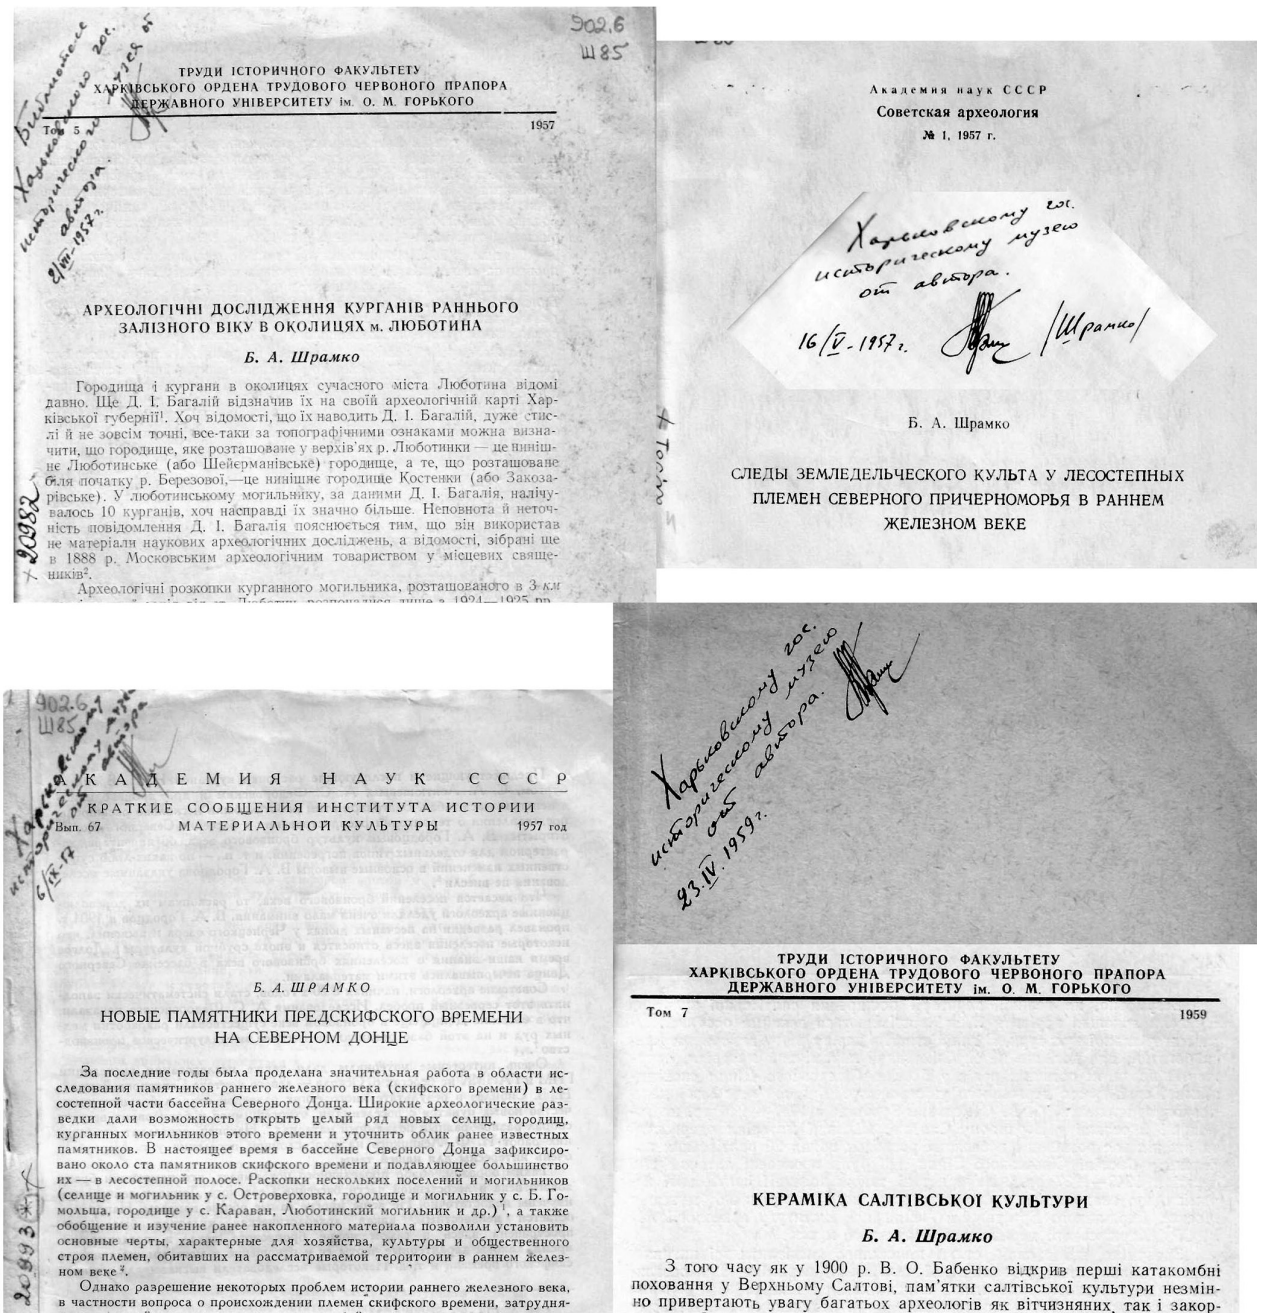 902.6
Ш85
Библиотеке
Харьковского гос.
исторического музея от
автора.
2/VII-1957г.
ТРУДИ ІСТОРИЧНОГО ФАКУЛЬТЕТУ
ХАРКІВСЬКОГО ОРДЕНА ТРУДОВОГО ЧЕРВОНОГО ПРАПОРА
ДЕРЖАВНОГО УНІВЕРСИТЕТУ ім. О. М. ГОРЬКОГО
Том 5 1957
АРХЕОЛОГІЧНІ ДОСЛІДЖЕННЯ КУРГАНІВ РАННЬОГО
ЗАЛІЗНОГО ВІКУ В ОКОЛИЦЯХ м. ЛЮБОТИНА
Б. А. Шрамко
Городища і кургани в околицях сучасного міста Люботина відомі
давно. Ще Д. І. Багалій відзначив їх на своїй археологічній карті Хар-
ківської губернії¹. Хоч відомості, що їх наводить Д. І. Багалій, дуже стис-
лі й не зовсім точні, все-таки за топографічними ознаками можна визна-
чити, що городище, яке розташоване у верхів'ях р. Люботинки — це ниніш-
нє Люботинське (або Шейєрманівське) городище, а те, що розташоване
біля початку р. Березової,—це нинішнє городище Костенки (або Закоза-
рівське). У люботинському могильнику, за даними Д. І. Багалія, налічу-
валось 10 курганів, хоч насправді їх значно більше. Неповнота й неточ-
ність повідомлення Д. І. Багалія пояснюється тим, що він використав
не матеріали наукових археологічних досліджень, а відомості, зібрані ще
в 1888 р. Московським археологічним товариством у місцевих свяще-
ників².
Археологічні розкопки курганного могильника, розташованого в 3 км
20982
Академия наук СССР
Советская археология
№ 1, 1957 г.
Харьковскому гос.
историческому музею
от автора.
16/V-1957г. /Шрамко/
Б. А. Шрамко
СЛЕДЫ ЗЕМЛЕДЕЛЬЧЕСКОГО КУЛЬТА У ЛЕСОСТЕПНЫХ
ПЛЕМЕН СЕВЕРНОГО ПРИЧЕРНОМОРЬЯ В РАННЕМ
ЖЕЛЕЗНОМ ВЕКЕ
902.6
Ш85
Харьковскому
историческому музею
от автора
6/IX-57
АКАДЕМИЯ НАУК СССР
КРАТКИЕ СООБЩЕНИЯ ИНСТИТУТА ИСТОРИИ
Вып. 67 МАТЕРИАЛЬНОЙ КУЛЬТУРЫ 1957 год
Б. А. ШРАМКО
НОВЫЕ ПАМЯТНИКИ ПРЕДСКИФСКОГО ВРЕМЕНИ
НА СЕВЕРНОМ ДОНЦЕ
За последние годы была проделана значительная работа в области ис-
следования памятников раннего железного века (скифского времени) в ле-
состепной части бассейна Северного Донца. Широкие археологические раз-
ведки дали возможность открыть целый ряд новых селищ, городищ,
курганных могильников этого времени и уточнить облик ранее известных
памятников. В настоящее время в бассейне Северного Донца зафиксиро-
вано около ста памятников скифского времени и подавляющее большинство
их — в лесостепной полосе. Раскопки нескольких поселений и могильников
(селище и могильник у с. Островерховка, городище и могильник у с. Б. Го-
мольша, городище у с. Караван, Люботинский могильник и др.)¹, а также
обобщение и изучение ранее накопленного материала позволили установить
основные черты, характерные для хозяйства, культуры и общественного
строя племен, обитавших на рассматриваемой территории в раннем желез-
ном веке².
Однако разрешение некоторых проблем истории раннего железного века,
в частности вопроса о происхождении племен скифского времени, затрудня-
20993
Харьковскому гос.
историческому музею
от автора.
23.IV.1959г.
ТРУДИ ІСТОРИЧНОГО ФАКУЛЬТЕТУ
ХАРКІВСЬКОГО ОРДЕНА ТРУДОВОГО ЧЕРВОНОГО ПРАПОРА
ДЕРЖАВНОГО УНІВЕРСИТЕТУ ім. О. М. ГОРЬКОГО
Том 7 1959
КЕРАМІКА САЛТІВСЬКОЇ КУЛЬТУРИ
Б. А. Шрамко
З того часу як у 1900 р. В. О. Бабенко відкрив перші катакомбні
поховання у Верхньому Салтові, пам'ятки салтівської культури незмін-
но привертають увагу багатьох археологів як вітчизняних, так і закор-